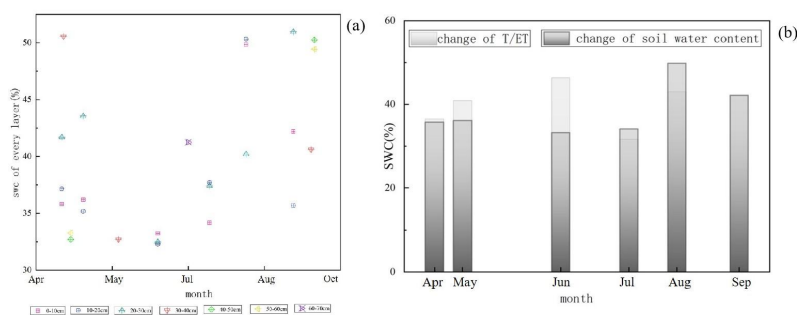 (a)
50
45
40
35
30
swc of every layer(%)
Apr May Jul Aug Oct
month
0-10cm 10-20cm 20-30cm 30-40cm 40-50cm 50-60cm 60-70cm
(b)
change of T/ET change of soil water content
60
40
20
0
SWC(%)
Apr May Jun Jul Aug Sep
month